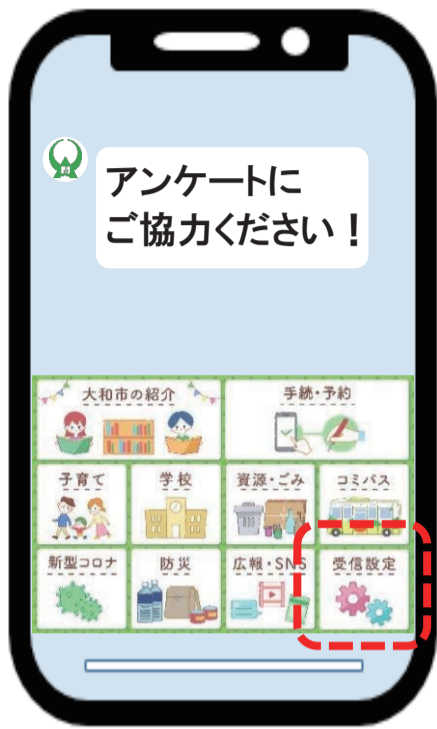 アンケートに
ご協力ください！
大和市の紹介
手続・予約
子育て
学校
資源・ごみ
コミバス
新型コロナ
防災
広報・SNS
受信設定